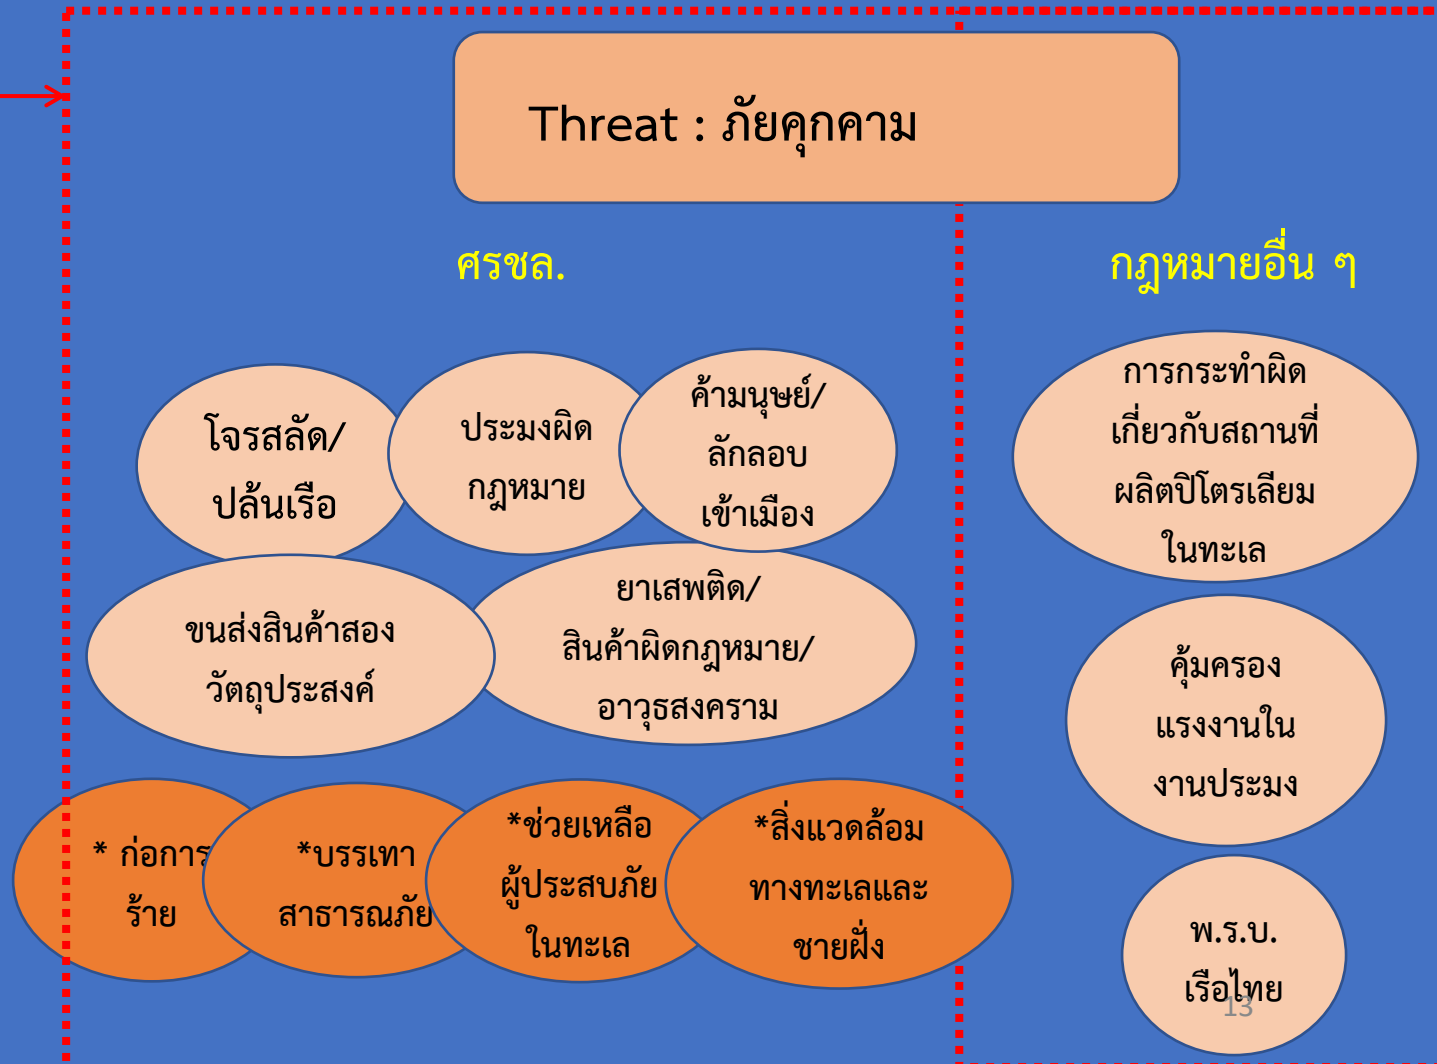 Threat : ภัยคุกคาม
ศรชล.
กฎหมายอื่น ๆ
โจรสลัด/
ปล้นเรือ
ประมงผิด
กฎหมาย
ค้ามนุษย์/
ลักลอบ
เข้าเมือง
ขนส่งสินค้าสอง
วัตถุประสงค์
ยาเสพติด/
สินค้าผิดกฎหมาย/
อาวุธสงคราม
* ก่อการ
ร้าย
*บรรเทา
สาธารณภัย
*ช่วยเหลือ
ผู้ประสบภัย
ในทะเล
*สิ่งแวดล้อม
ทางทะเลและ
ชายฝั่ง
การกระทำผิด
เกี่ยวกับสถานที่
ผลิตปิโตรเลียม
ในทะเล
คุ้มครอง
แรงงานใน
งานประมง
พ.ร.บ.
เรือไทย
13